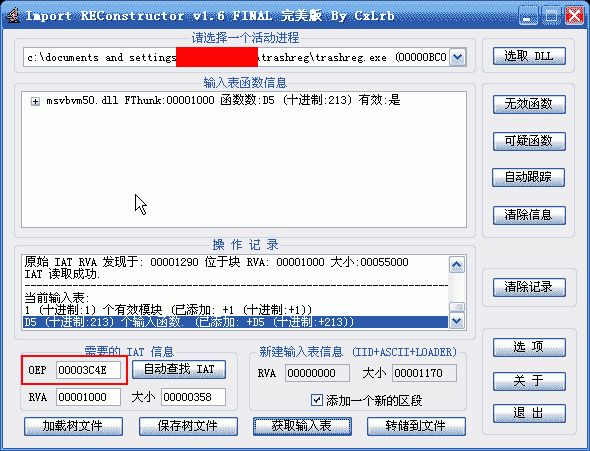 Import REConstructor v1.6 FINAL 完美版 By CxLrb
请选择一个活动进程
c:\documents and settings \trashreg\trashreg.exe (00000BC0
选取 DLL
输入表函数信息
msvbvm50.dll FThunk:00001000 函数数:D5 (十进制:213) 有效:是
无效函数
可疑函数
自动跟踪
清除信息
操 作 记 录
原始 IAT RVA 发现于: 00001290 位于块 RVA: 00001000 大小:00055000
IAT 读取成功.
当前输入表:
1 (十进制:1) 个有效模块 (已添加: +1 (十进制:+1))
D5 (十进制:213) 个输入函数. (已添加: +D5 (十进制:+213))
清除记录
需要的 IAT 信息
OEP 00003C4E 自动查找 IAT
RVA 00001000 大小 00000358
新建输入表信息 (IID+ASCII+LOADER)
RVA 00000000 大小 00001170
添加一个新的区段
选 项
关 于
退 出
加载树文件 保存树文件 获取输入表 转储到文件